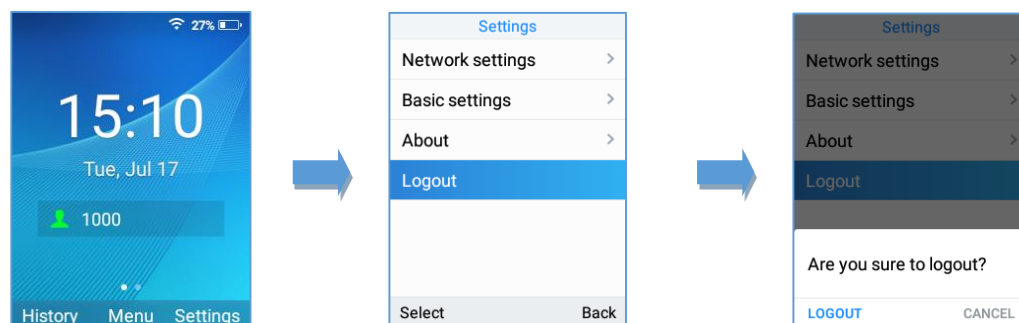 27%
15:10
Tue, Jul 17
1000
History Menu Settings
Settings
Network settings
Basic settings
About
Logout
Select Back
Settings
Network settings
Basic settings
About
Logout
Are you sure to logout?
LOGOUT CANCEL